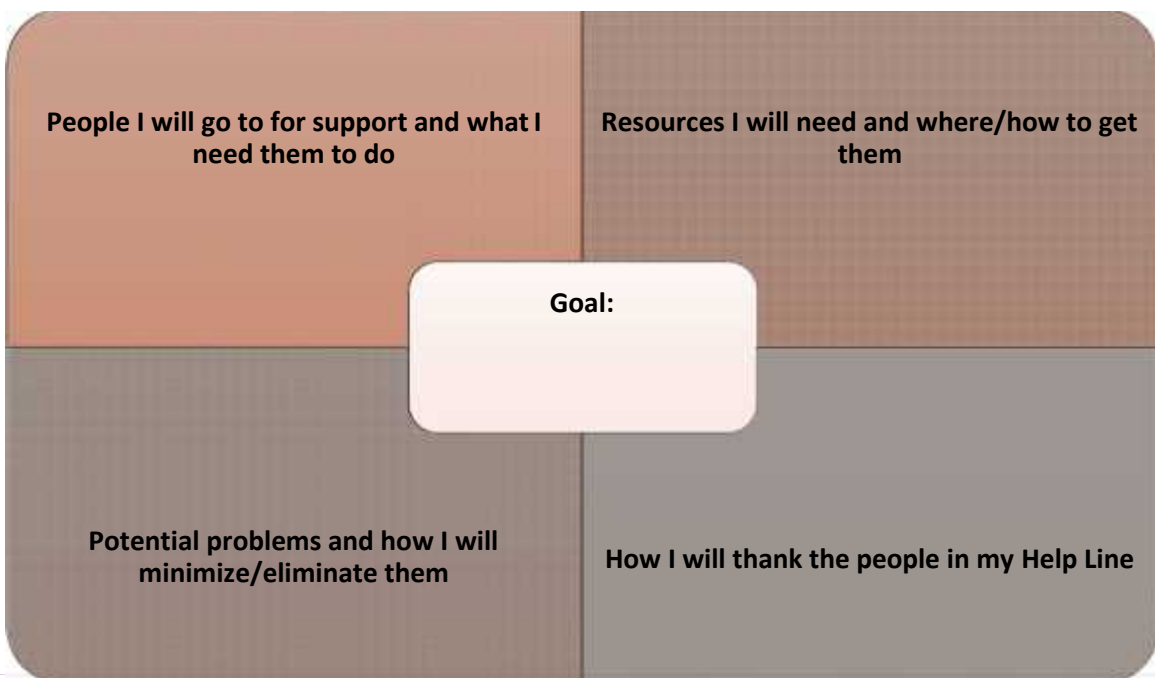 People I will go to for support and what I
need them to do
Resources I will need and where/how to get
them
Goal:
Potential problems and how I will
minimize/eliminate them
How I will thank the people in my Help Line